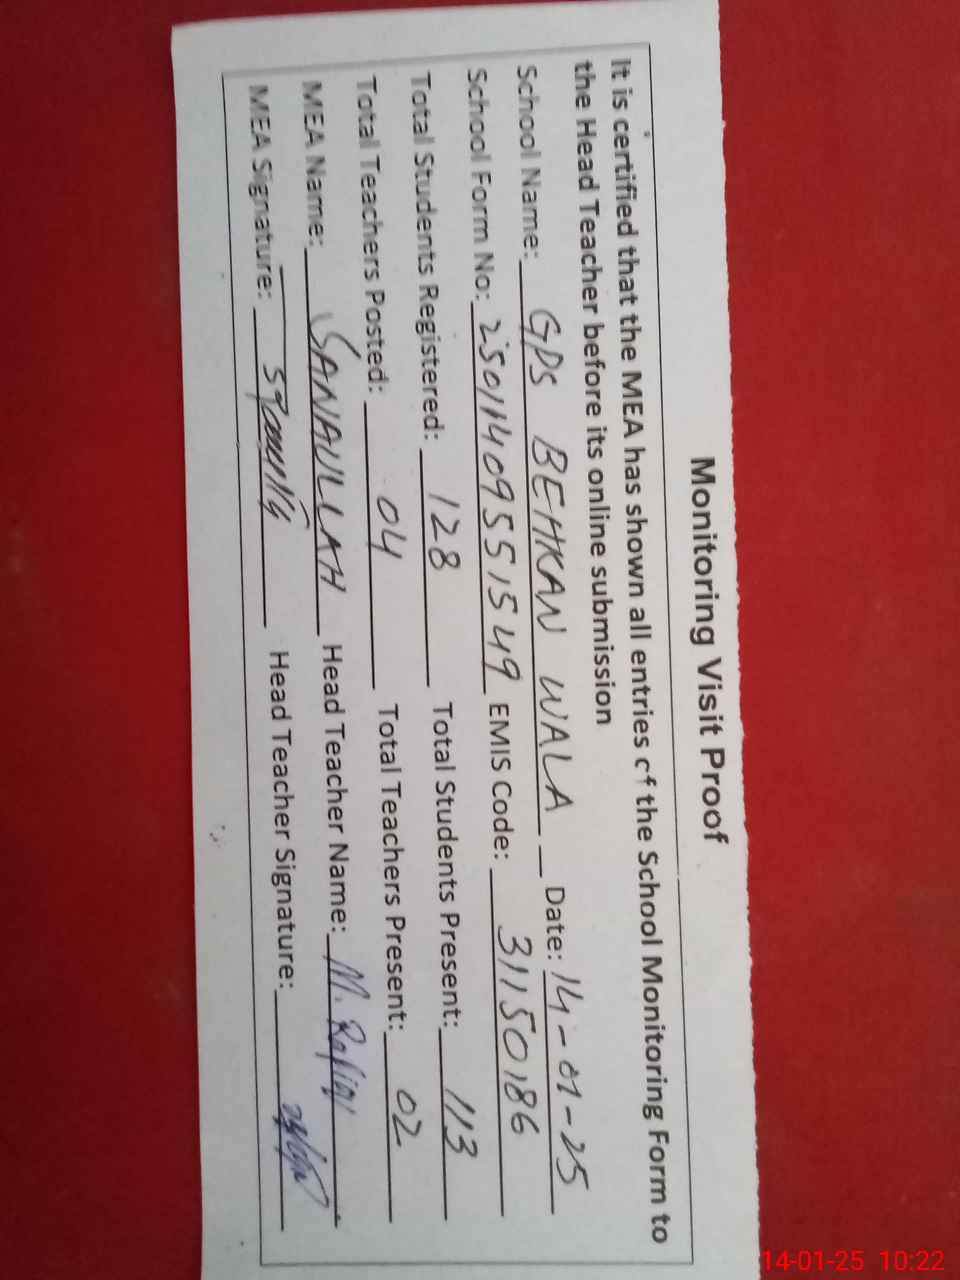 Monitoring Visit Proof
It is certified that the MEA has shown all entries of the School Monitoring Form to
the Head Teacher before its online submission
School Name: GPS BEHKAN WALA Date: 14-01-25
School Form No: 25011409551549 EMIS Code: 31150186
Total Students Registered: 128 Total Students Present: 113
Total Teachers Posted: 04 Total Teachers Present: 02
MEA Name: SANAULLAH Head Teacher Name: M. Rafiq
MEA Signature: Head Teacher Signature:
14-01-25 10:22